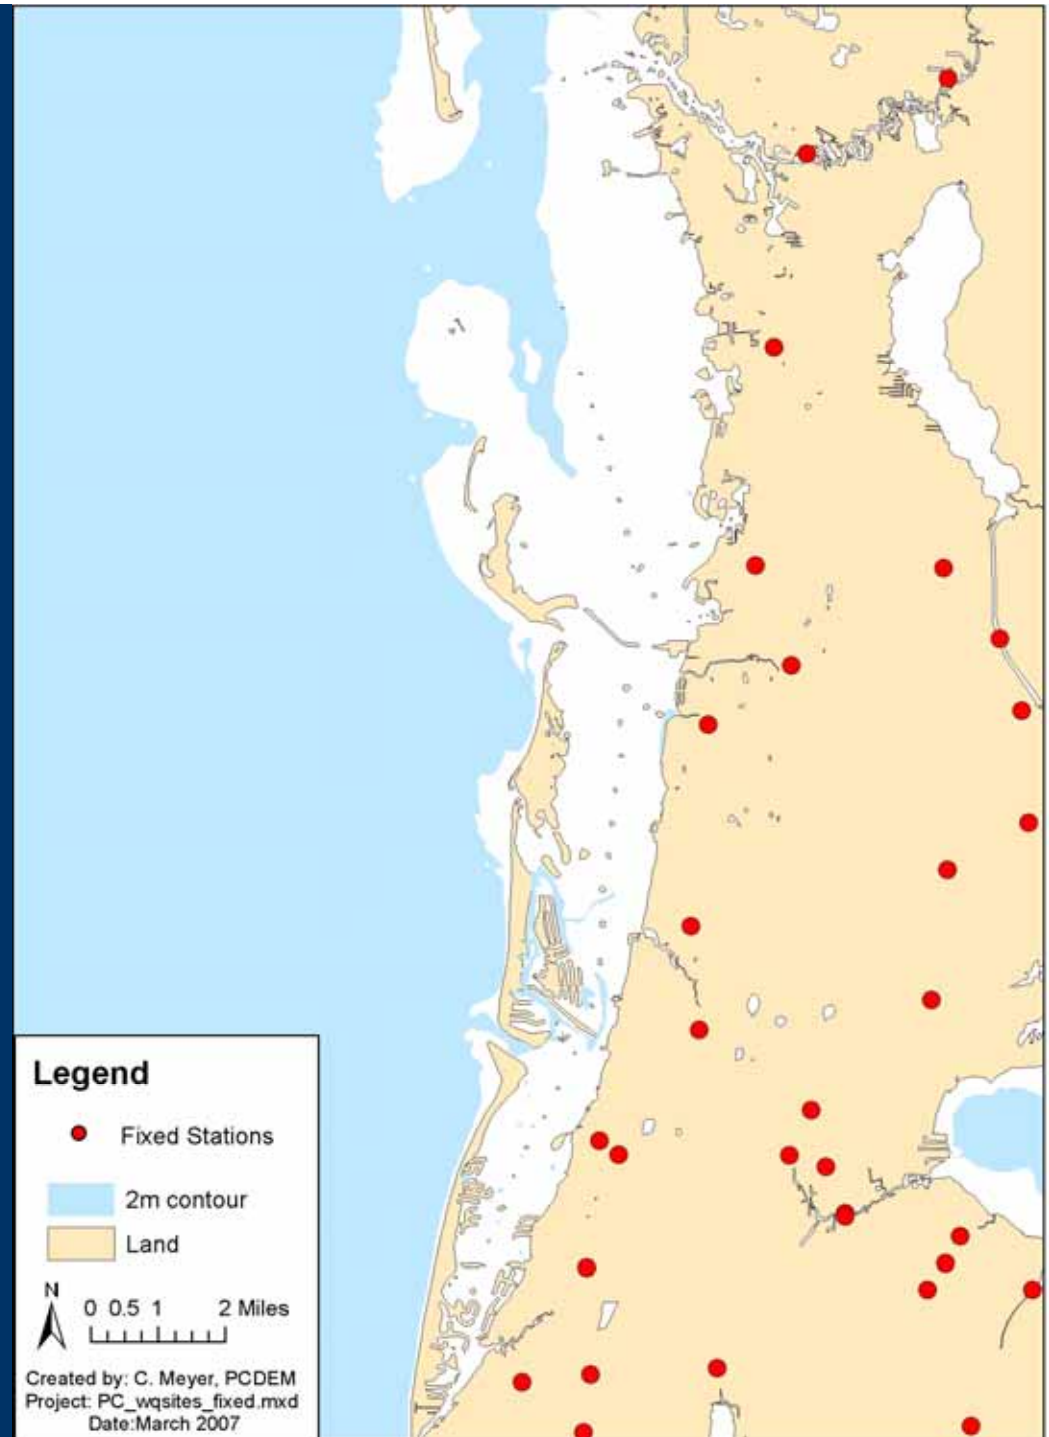 Legend
Fixed Stations
2m contour
Land
N
0 0.5 1 2 Miles
Created by: C. Meyer, PCDEM
Project: PC_wqsites_fixed.mxd
Date:March 2007